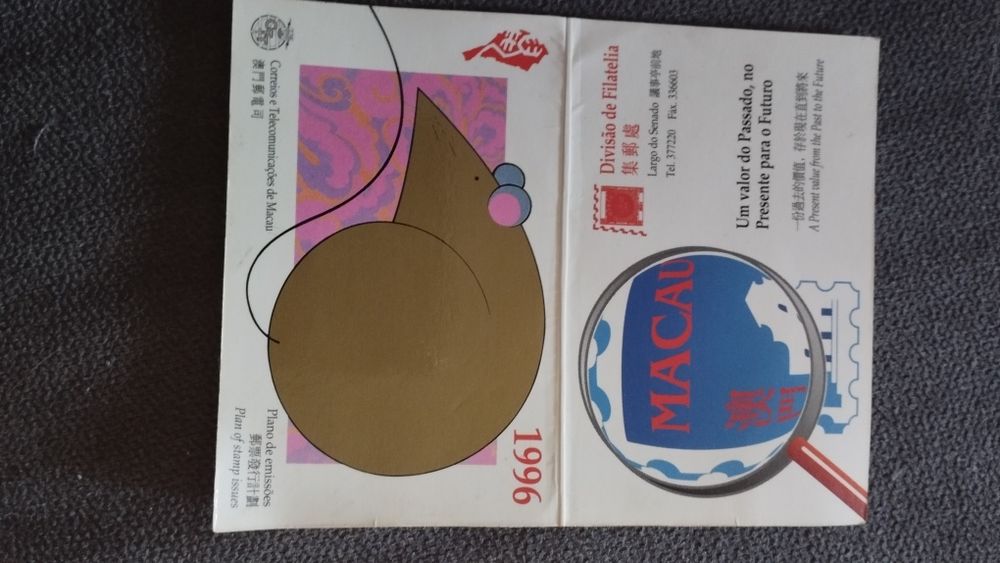 1996
Correios e Telecomunicações de Macau
澳門郵電司
Plano de emissões
郵票發行計劃
Plan of stamp issues
MACAU
澳門
Divisão de Filatelia
集郵處
Largo do Senado 議事亭前地
Tel. 377220 Fax. 336603
Um valor do Passado, no
Presente para o Futuro
一份過去的價值，存於現在直到將來
A Present value from the Past to the Future